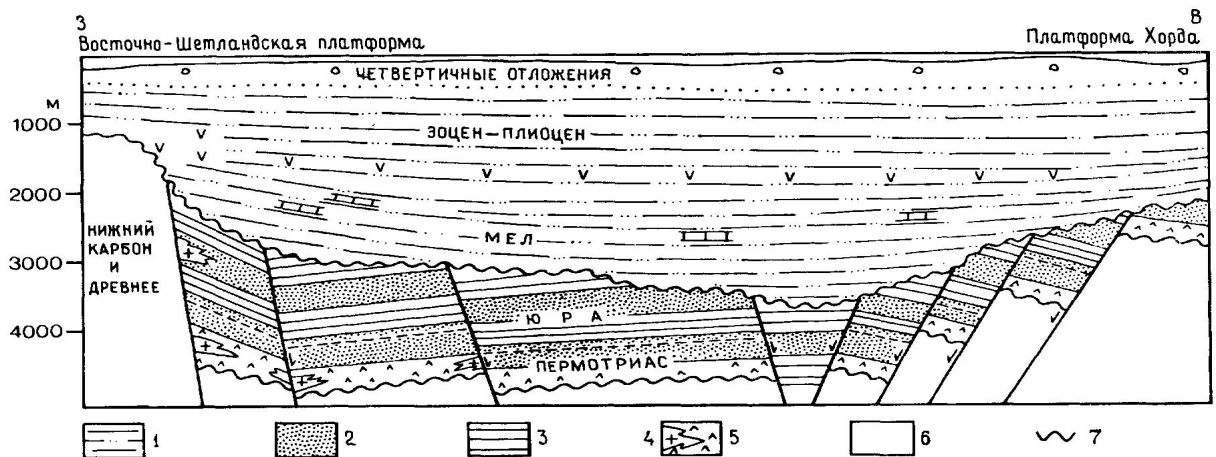 З
В
Восточно-Шетландская платформа
Платформа Хорда
ЧЕТВЕРТИЧНЫЕ ОТЛОЖЕНИЯ
М
1000
ЭОЦЕН-ПЛИОЦЕН
2000
НИЖНИЙ
КАРБОН
И
ДРЕВНЕЕ
МЕЛ
3000
ЮРА
4000
ПЕРМОТРИАС
1 2 3 4 5 6 7